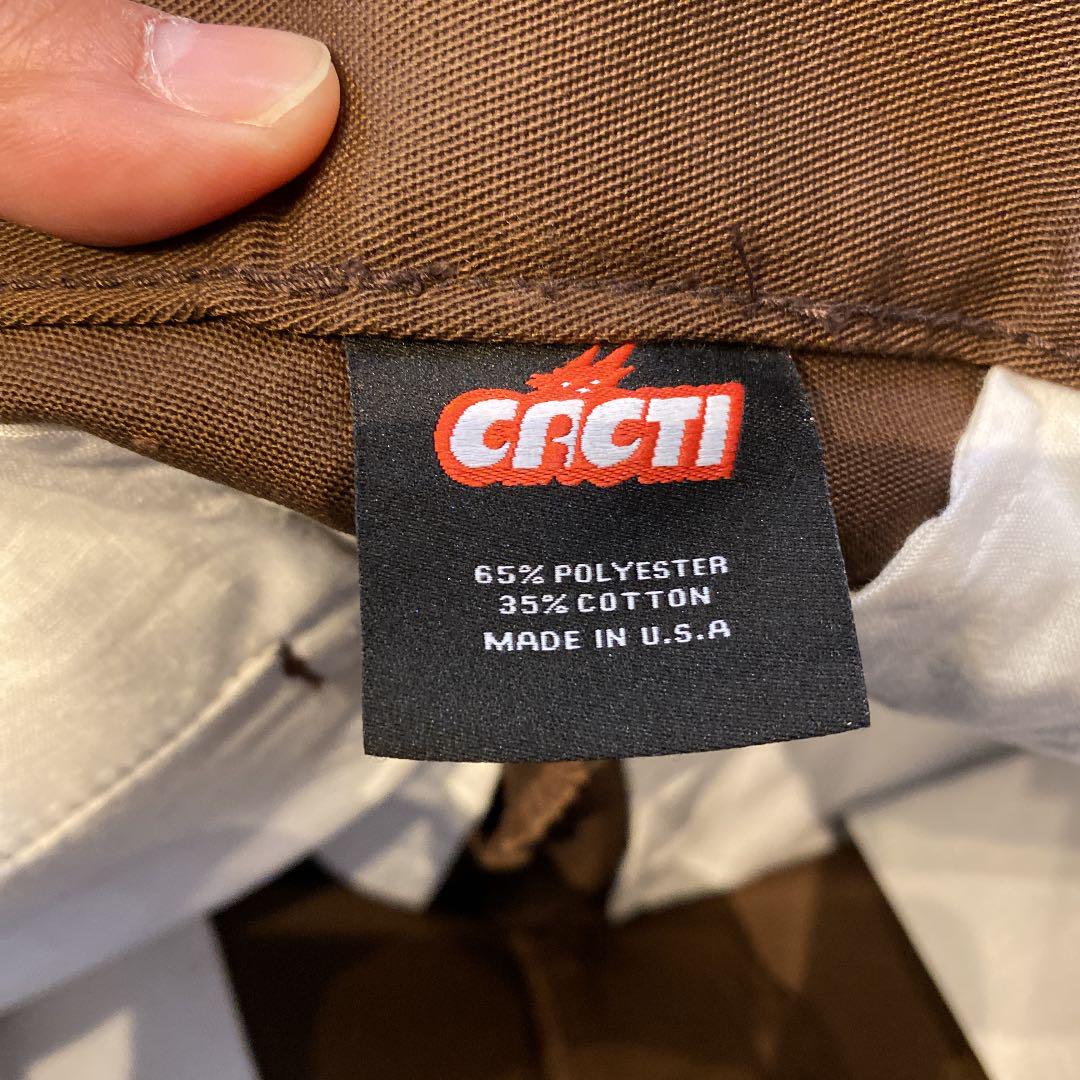 CACTI
65% POLYESTER
35% COTTON
MADE IN U.S.A